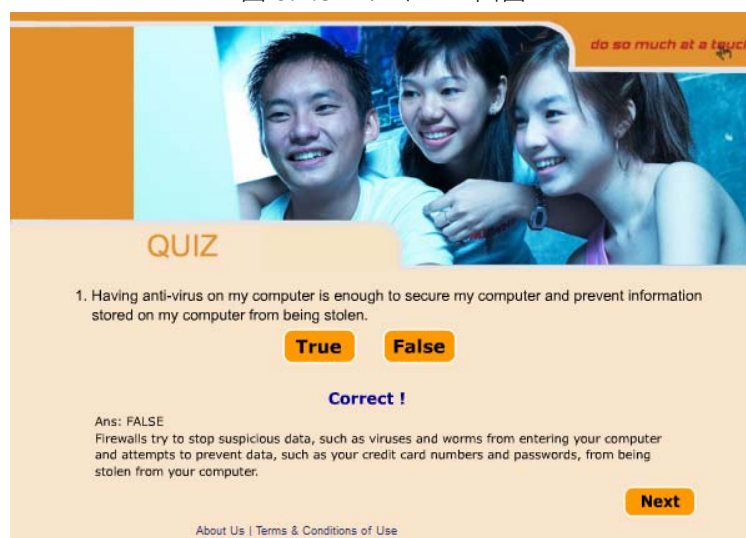 do so much at a touch
QUIZ
1. Having anti-virus on my computer is enough to secure my computer and prevent information
stored on my computer from being stolen.
True False
Correct !
Ans: FALSE
Firewalls try to stop suspicious data, such as viruses and worms from entering your computer
and attempts to prevent data, such as your credit card numbers and passwords, from being
stolen from your computer.
Next
About Us | Terms & Conditions of Use